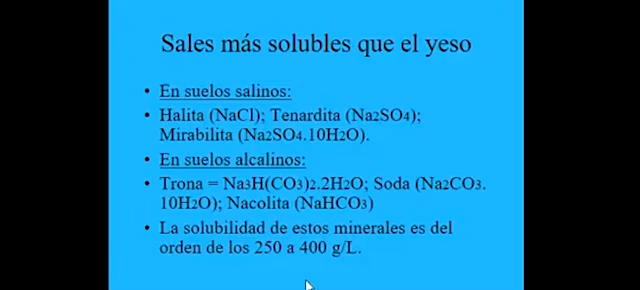 Sales más solubles que el yeso
• En suelos salinos:
• Halita (NaCl); Tenardita (Na2SO4);
Mirabilita (Na2SO4.10H2O).
• En suelos alcalinos:
• Trona = Na3H(CO3)2.2H2O; Soda (Na2CO3.
10H2O); Nacolita (NaHCO3)
• La solubilidad de estos minerales es del
orden de los 250 a 400 g/L.